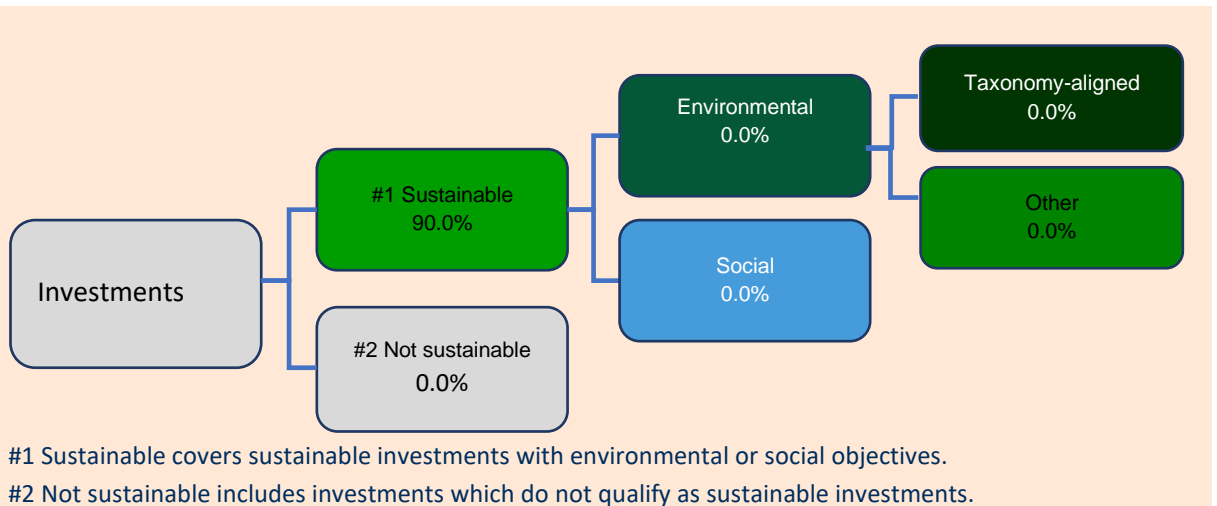 Investments
#1 Sustainable
90.0%
#2 Not sustainable
0.0%
Environmental
0.0%
Social
0.0%
Taxonomy-aligned
0.0%
Other
0.0%
#1 Sustainable covers sustainable investments with environmental or social objectives.
#2 Not sustainable includes investments which do not qualify as sustainable investments.